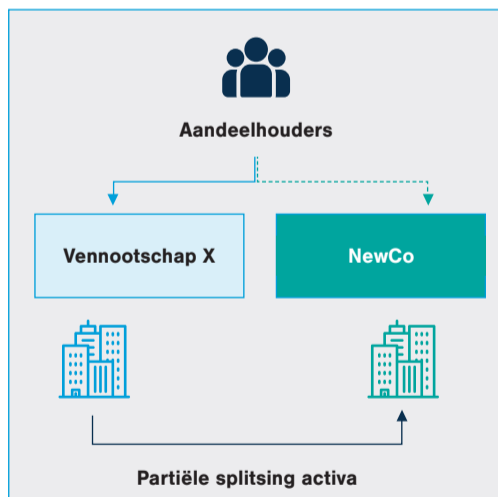 Aandeelhouders
Vennootschap X
NewCo
Partiële splitsing activa